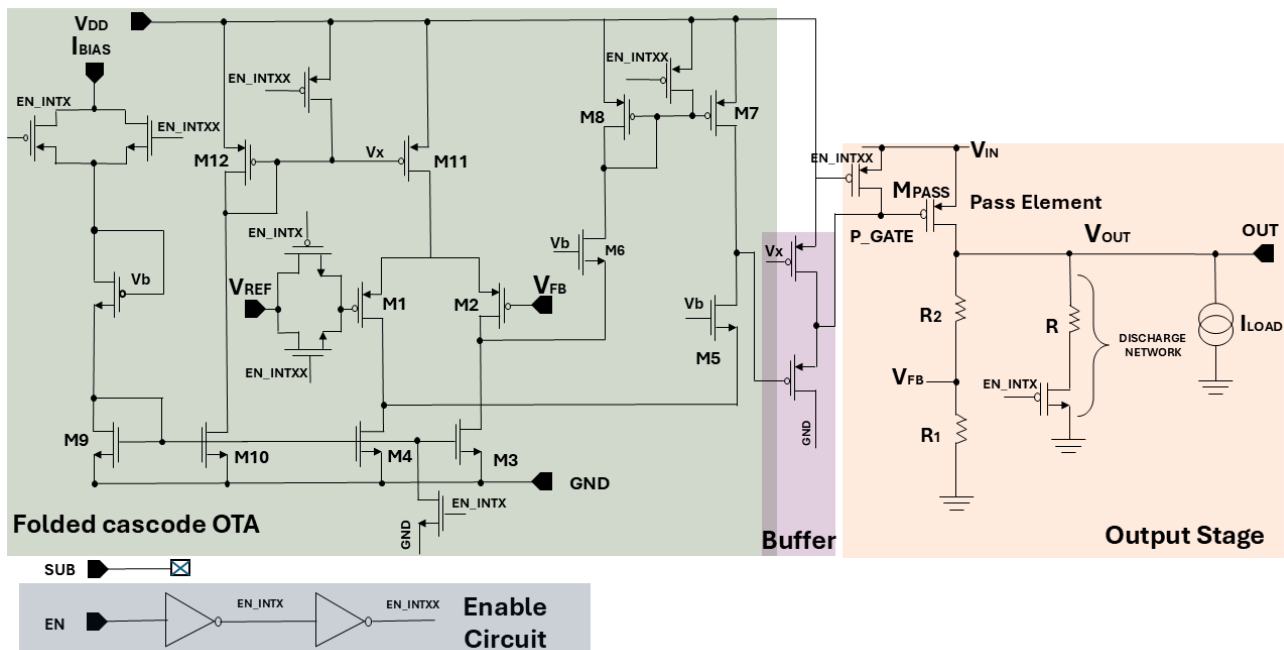 VDD
IBIAS
EN_INTX
EN_INTXX
EN_INTXX
M12
Vx
M11
EN_INTXX
M8
M7
EN_INTX
VREF
M1
M2
VFB
EN_INTXX
Vb
Vb
M6
Vb
M5
M9
M10
M4
M3
GND
EN_INTX
GND
Folded cascode OTA
Vx
GND
Buffer
EN_INTXX
VIN
MPASS
Pass Element
P_GATE
VOUT
OUT
R2
R
DISCHARGE
NETWORK
ILOAD
VFB
EN_INTX
R1
Output Stage
SUB
EN
EN_INTX
EN_INTXX
Enable
Circuit